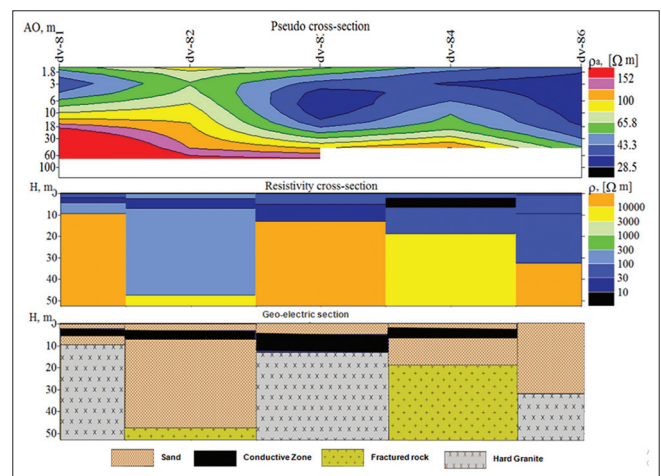 Pseudo cross-section
AO, m
dv-81
dv-82
dv-8.
dv-84
dv-86
1.8
3
6
10
18
30
60
100
ρa, [Ω m]
152
100
65.8
43.3
28.5
Resistivity cross-section
H, m
10
20
30
40
50
ρ, [Ω m]
10000
3000
1000
300
100
30
10
Geo-electric section
H, m
10
20
30
40
50
Sand
Conductive Zone
Fractured rock
Hard Granite